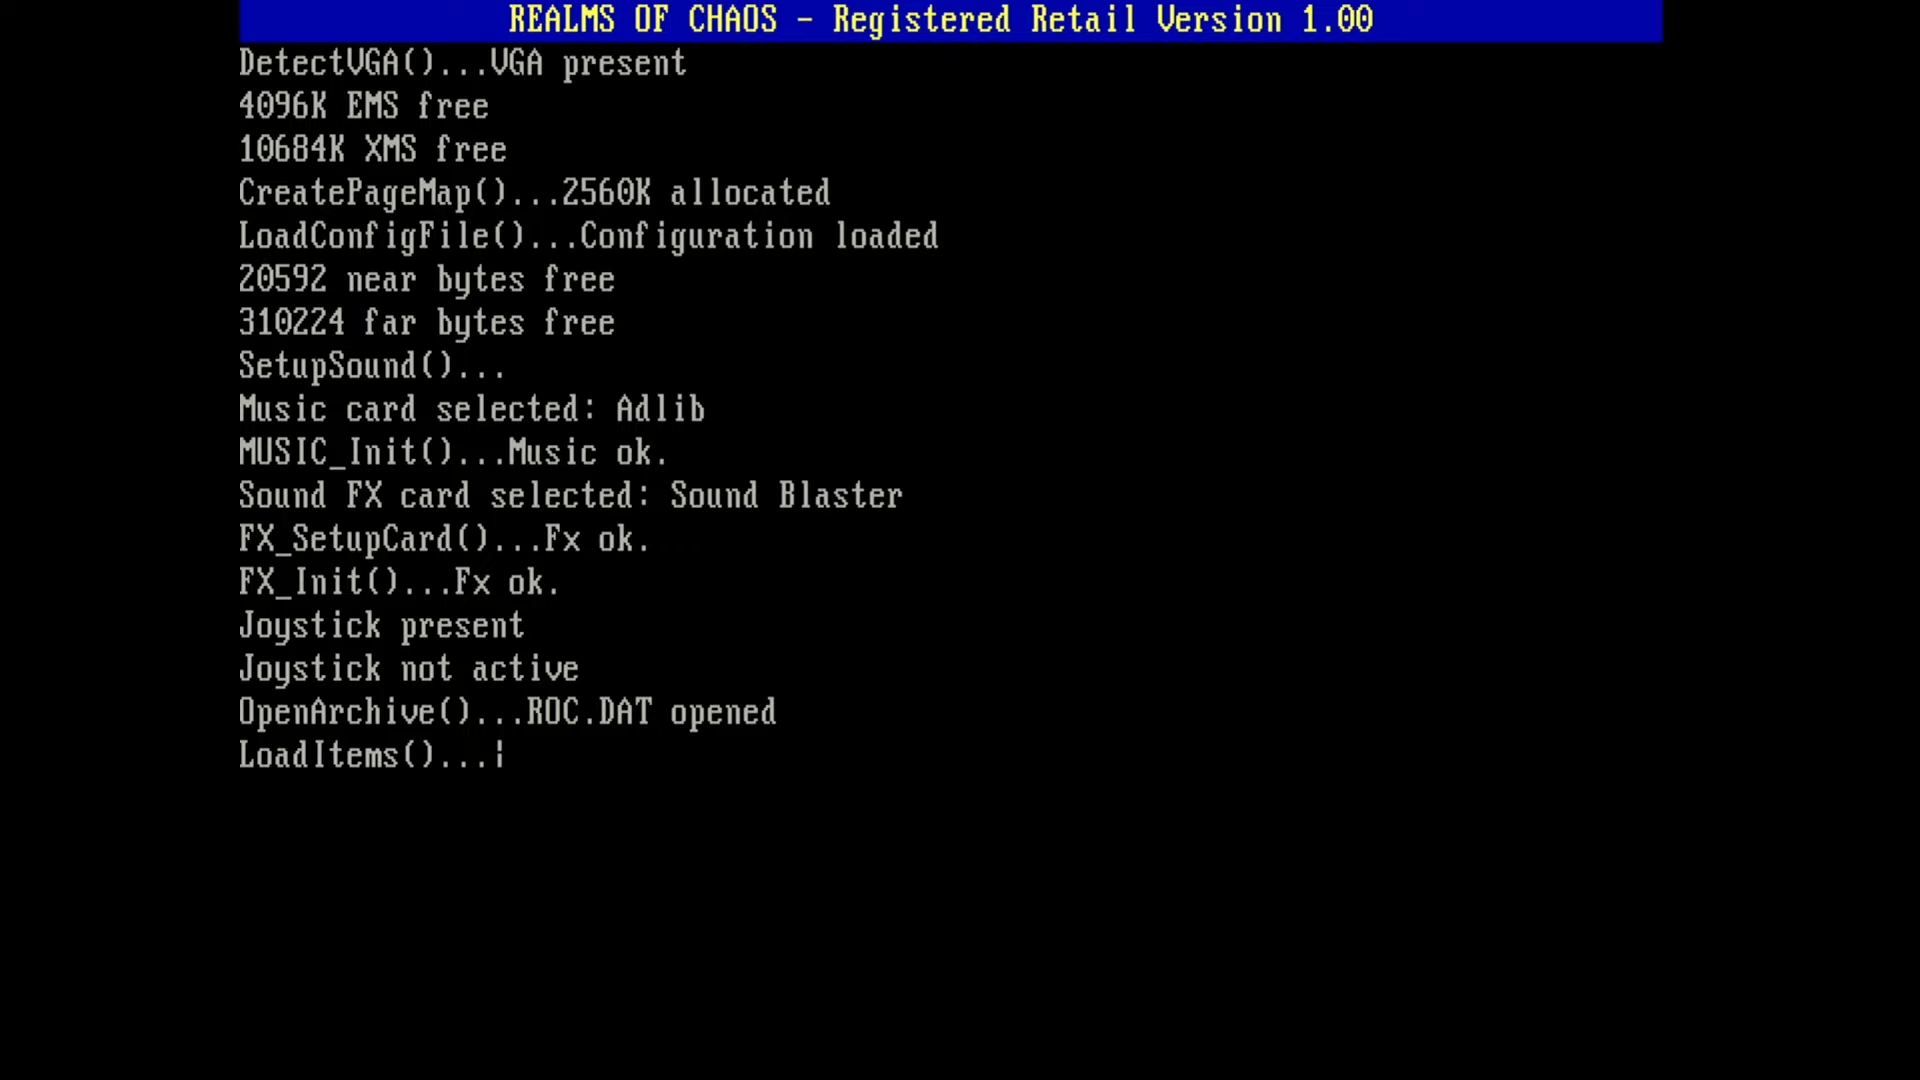 REALMS OF CHAOS - Registered Retail Version 1.00
DetectVGA()...VGA present
4096K EMS free
10684K XMS free
CreatePageMap()...2560K allocated
LoadConfigFile()...Configuration loaded
20592 near bytes free
310224 far bytes free
SetupSound()...
Music card selected: Adlib
MUSIC_Init()...Music ok.
Sound FX card selected: Sound Blaster
FX_SetupCard()...Fx ok.
FX_Init()...Fx ok.
Joystick present
Joystick not active
OpenArchive()...ROC.DAT opened
LoadItems()...¦